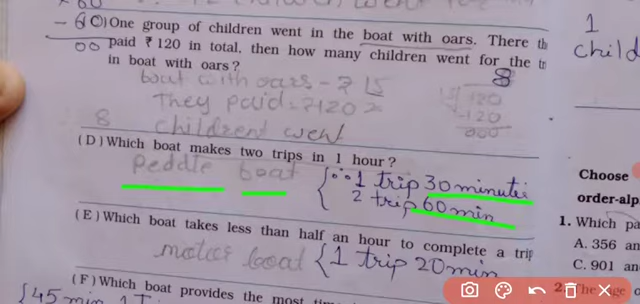 (C) One group of children went in the boat with oars. There
paid ₹ 120 in total, then how many children went for the
in boat with oars?
boat with oars - ₹ 15
They paid = ₹120
8 children went
8
120
-120
000
(D) Which boat makes two trips in 1 hour?
Peddle boat
1 trip 30 minutes
2 trip 60 min
(E) Which boat takes less than half an hour to complete a trip
motor boat { 1 trip 20 min
(F) Which boat provides the most
{45 min
1
child
Choose
order-alp
1. Which pa
A. 356 an
C. 901 an